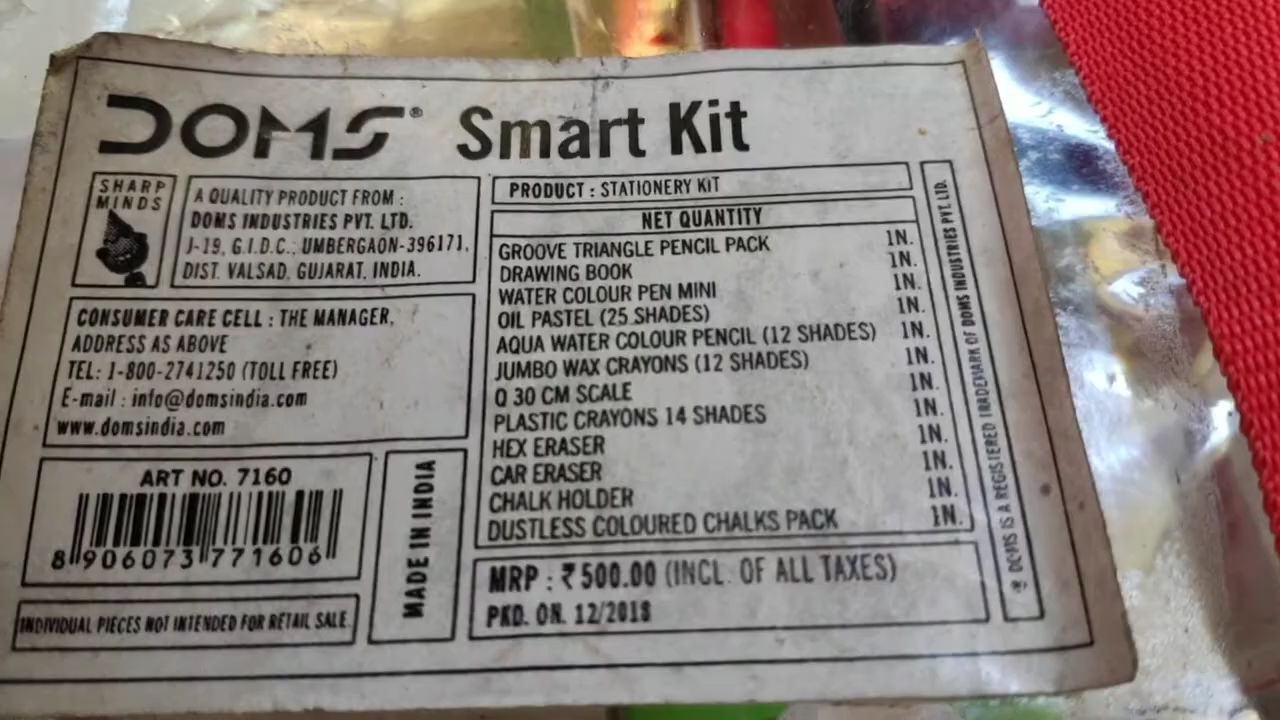 DOMS® Smart Kit
SHARP
MINDS
A QUALITY PRODUCT FROM :
DOMS INDUSTRIES PVT. LTD.
J-19, G.I.D.C., UMBERGAON-396171,
DIST. VALSAD, GUJARAT, INDIA.
CONSUMER CARE CELL : THE MANAGER,
ADDRESS AS ABOVE
TEL: 1-800-2741250 (TOLL FREE)
E-mail : info@domsindia.com
www.domsindia.com
ART NO. 7160
8 906073 771606
INDIVIDUAL PIECES NOT INTENDED FOR RETAIL SALE.
MADE IN INDIA
PRODUCT : STATIONERY KIT
NET QUANTITY
GROOVE TRIANGLE PENCIL PACK 1N.
DRAWING BOOK 1N.
WATER COLOUR PEN MINI 1N.
OIL PASTEL (25 SHADES) 1N.
AQUA WATER COLOUR PENCIL (12 SHADES) 1N.
JUMBO WAX CRAYONS (12 SHADES) 1N.
Q 30 CM SCALE 1N.
PLASTIC CRAYONS 14 SHADES 1N.
HEX ERASER 1N.
CAR ERASER 1N.
CHALK HOLDER 1N.
DUSTLESS COLOURED CHALKS PACK 1N.
MRP : ₹ 500.00 (INCL. OF ALL TAXES)
PKD. ON. 12/2018
® DOMS IS A REGISTERED TRADEMARK OF DOMS INDUSTRIES PVT. LTD.